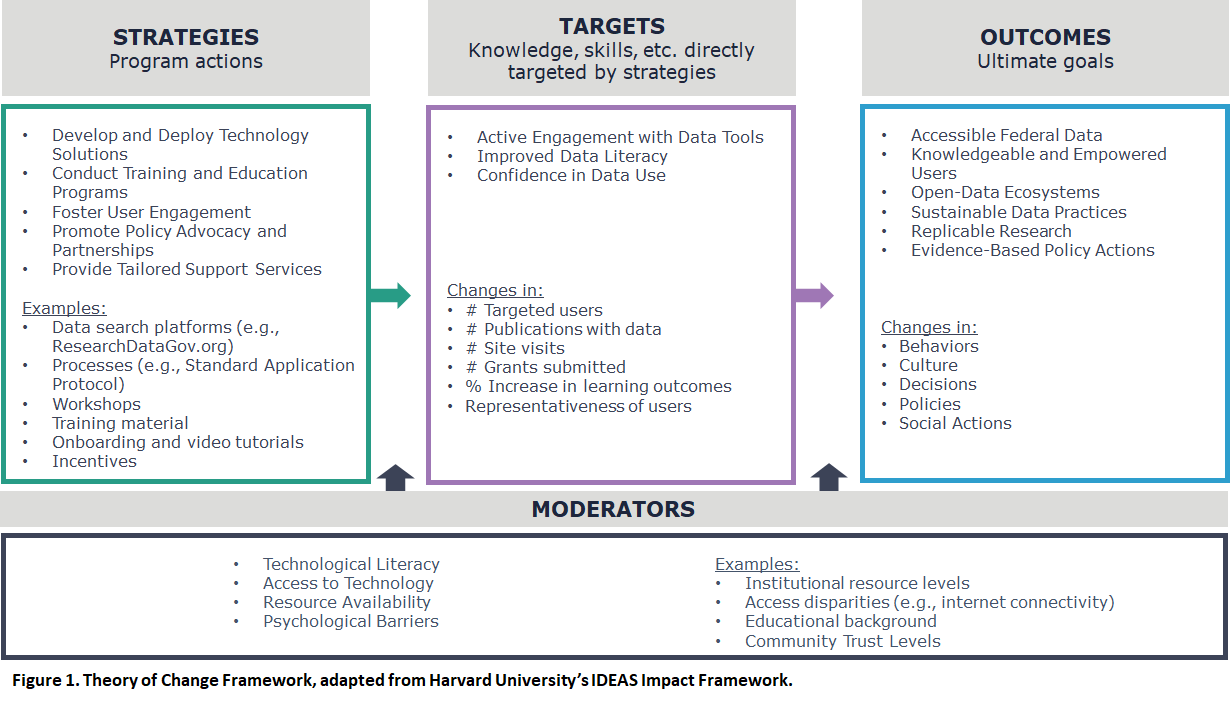 STRATEGIES
Program actions
• Develop and Deploy Technology
Solutions
• Conduct Training and Education
Programs
• Foster User Engagement
• Promote Policy Advocacy and
Partnerships
• Provide Tailored Support Services
Examples:
• Data search platforms (e.g.,
ResearchDataGov.org)
• Processes (e.g., Standard Application
Protocol)
• Workshops
• Training material
• Onboarding and video tutorials
• Incentives
TARGETS
Knowledge, skills, etc. directly
targeted by strategies
• Active Engagement with Data Tools
• Improved Data Literacy
• Confidence in Data Use
Changes in:
• # Targeted users
• # Publications with data
• # Site visits
• # Grants submitted
• % Increase in learning outcomes
• Representativeness of users
OUTCOMES
Ultimate goals
• Accessible Federal Data
• Knowledgeable and Empowered
Users
• Open-Data Ecosystems
• Sustainable Data Practices
• Replicable Research
• Evidence-Based Policy Actions
Changes in:
• Behaviors
• Culture
• Decisions
• Policies
• Social Actions
MODERATORS
• Technological Literacy
• Access to Technology
• Resource Availability
• Psychological Barriers
Examples:
• Institutional resource levels
• Access disparities (e.g., internet connectivity)
• Educational background
• Community Trust Levels
Figure 1. Theory of Change Framework, adapted from Harvard University's IDEAS Impact Framework.